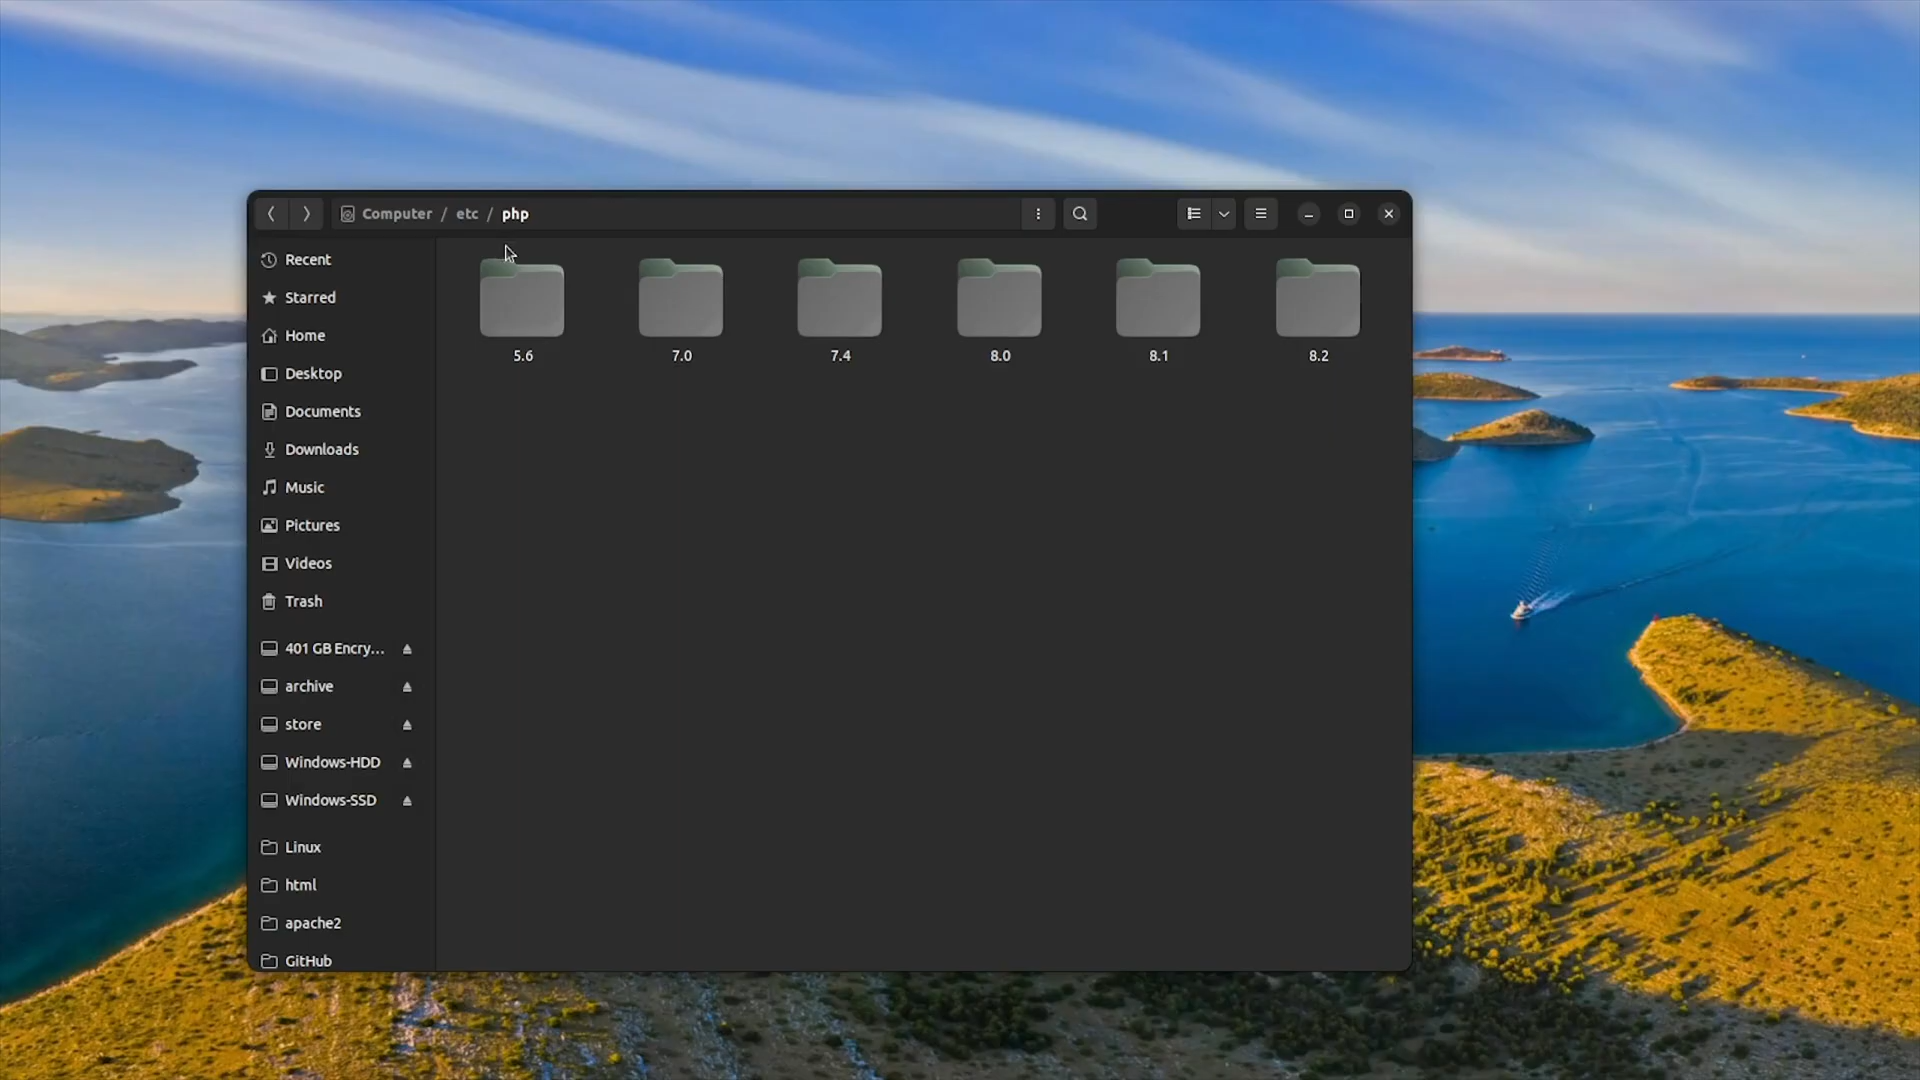 Computer / etc / php
Recent
Starred
Home
Desktop
Documents
Downloads
Music
Pictures
Videos
Trash
401 GB Encry...
archive
store
Windows-HDD
Windows-SSD
Linux
html
apache2
GitHub
5.6
7.0
7.4
8.0
8.1
8.2